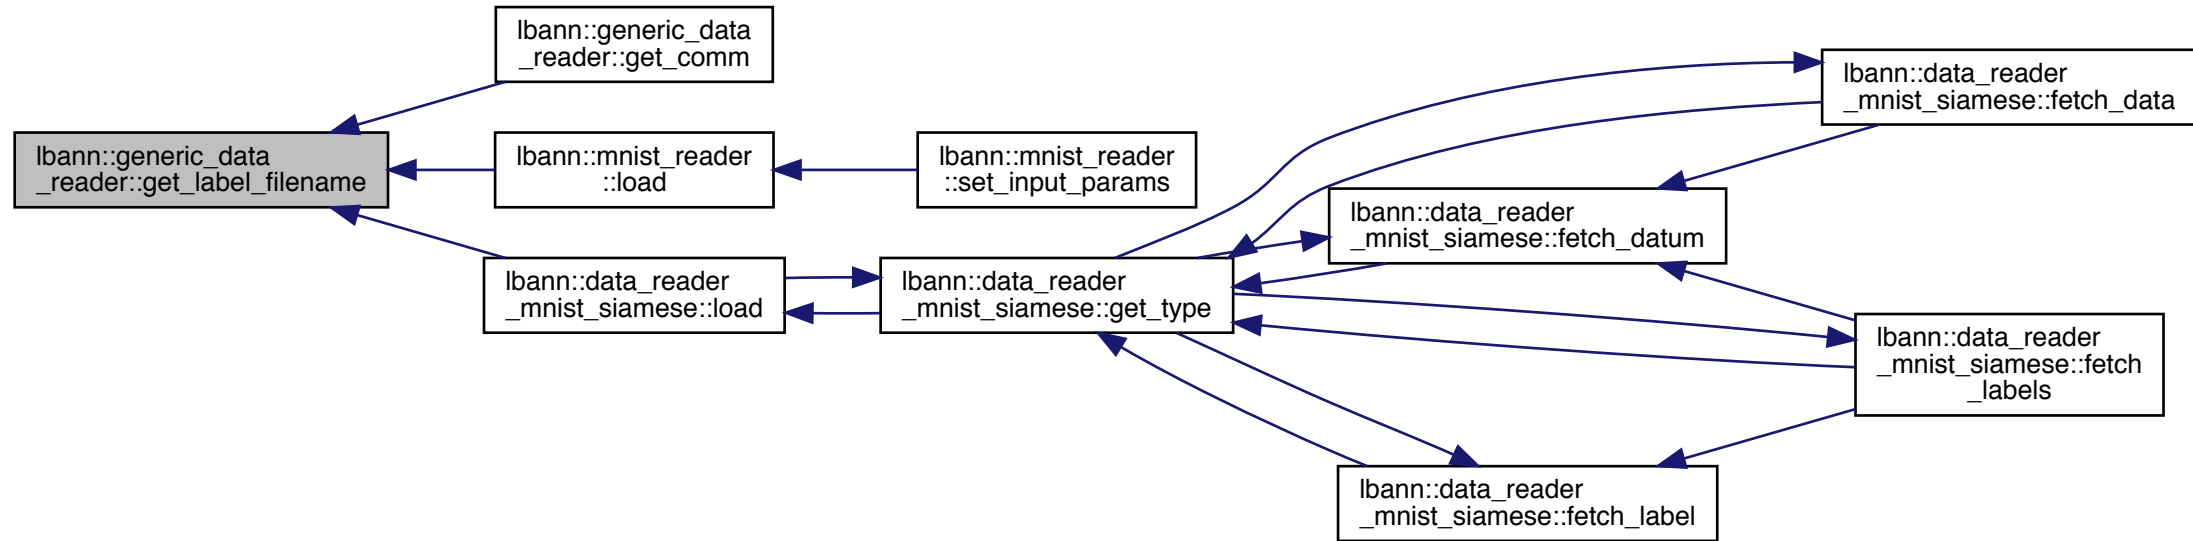 lbann::generic_data
_reader::get_comm
lbann::data_reader
_mnist_siamese::fetch_data
lbann::generic_data
_reader::get_label_filename
lbann::mnist_reader
::load
lbann::mnist_reader
::set_input_params
lbann::data_reader
_mnist_siamese::fetch_datum
lbann::data_reader
_mnist_siamese::load
lbann::data_reader
_mnist_siamese::get_type
lbann::data_reader
_mnist_siamese::fetch
_labels
lbann::data_reader
_mnist_siamese::fetch_label